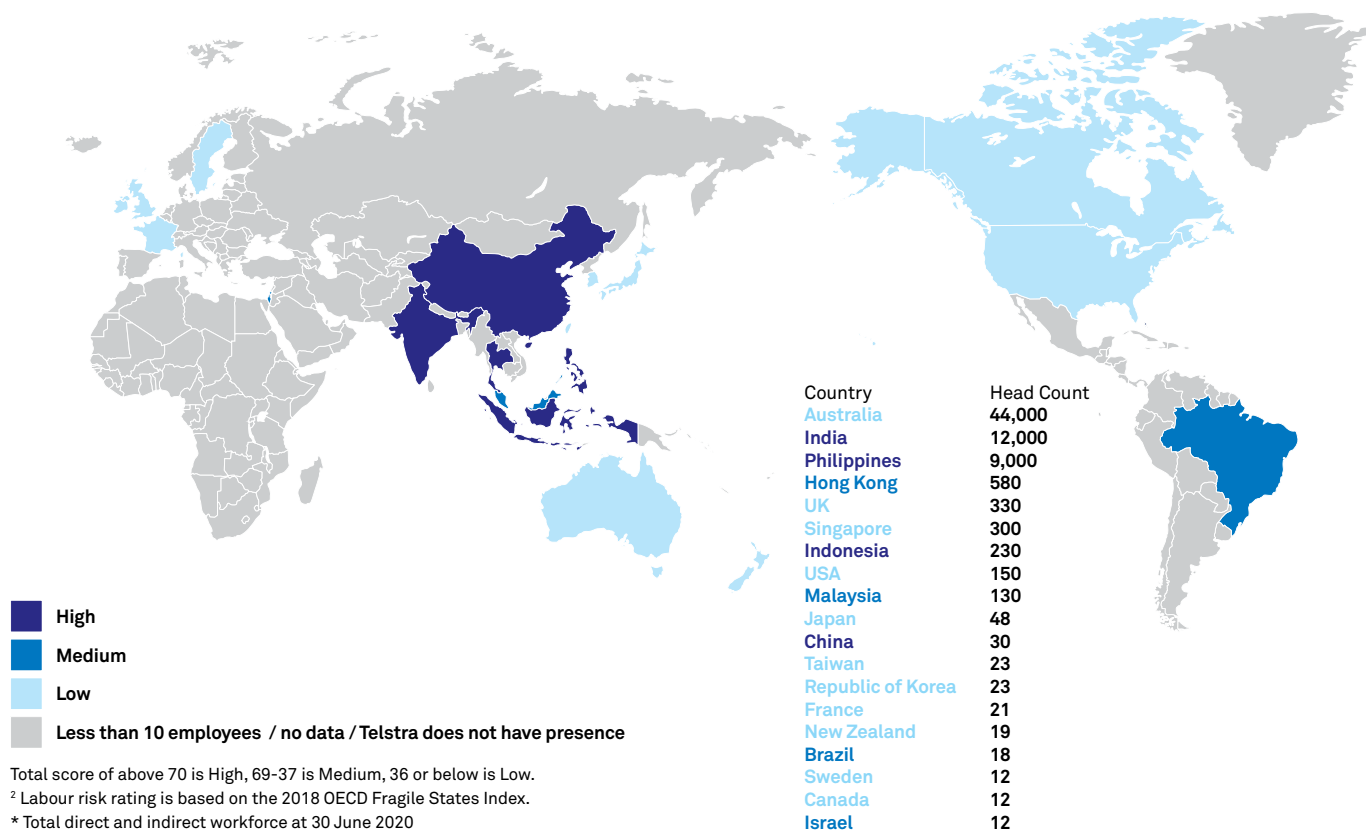 Country Head Count
Australia 44,000
India 12,000
Philippines 9,000
Hong Kong 580
UK 330
Singapore 300
Indonesia 230
USA 150
Malaysia 130
Japan 48
China 30
Taiwan 23
Republic of Korea 23
France 21
New Zealand 19
Brazil 18
Sweden 12
Canada 12
Israel 12
High
Medium
Low
Less than 10 employees / no data / Telstra does not have presence
Total score of above 70 is High, 69-37 is Medium, 36 or below is Low.
² Labour risk rating is based on the 2018 OECD Fragile States Index.
* Total direct and indirect workforce at 30 June 2020